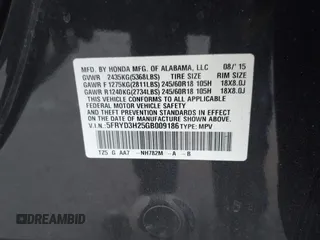 MFD. BY HONDA MFG. OF ALABAMA, LLC 08/'15
GVWR 2435KG(5368LBS) TIRE SIZE RIM SIZE
GAWR F 1275KG(2811LBS) 245/60R18 105H 18X8.0J
GAWR R 1240KG(2734LBS) 245/60R18 105H 18X8.0J
THIS VEHICLE CONFORMS TO ALL APPLICABLE FEDERAL MOTOR
VEHICLE SAFETY AND THEFT PREVENTION STANDARDS IN
EFFECT ON THE DATE OF MANUFACTURE SHOWN ABOVE.
V.I.N.: 5FRYD3H25GB009186 TYPE: MPV
TZ5 G AA7 NH782M A B
DREAMBID